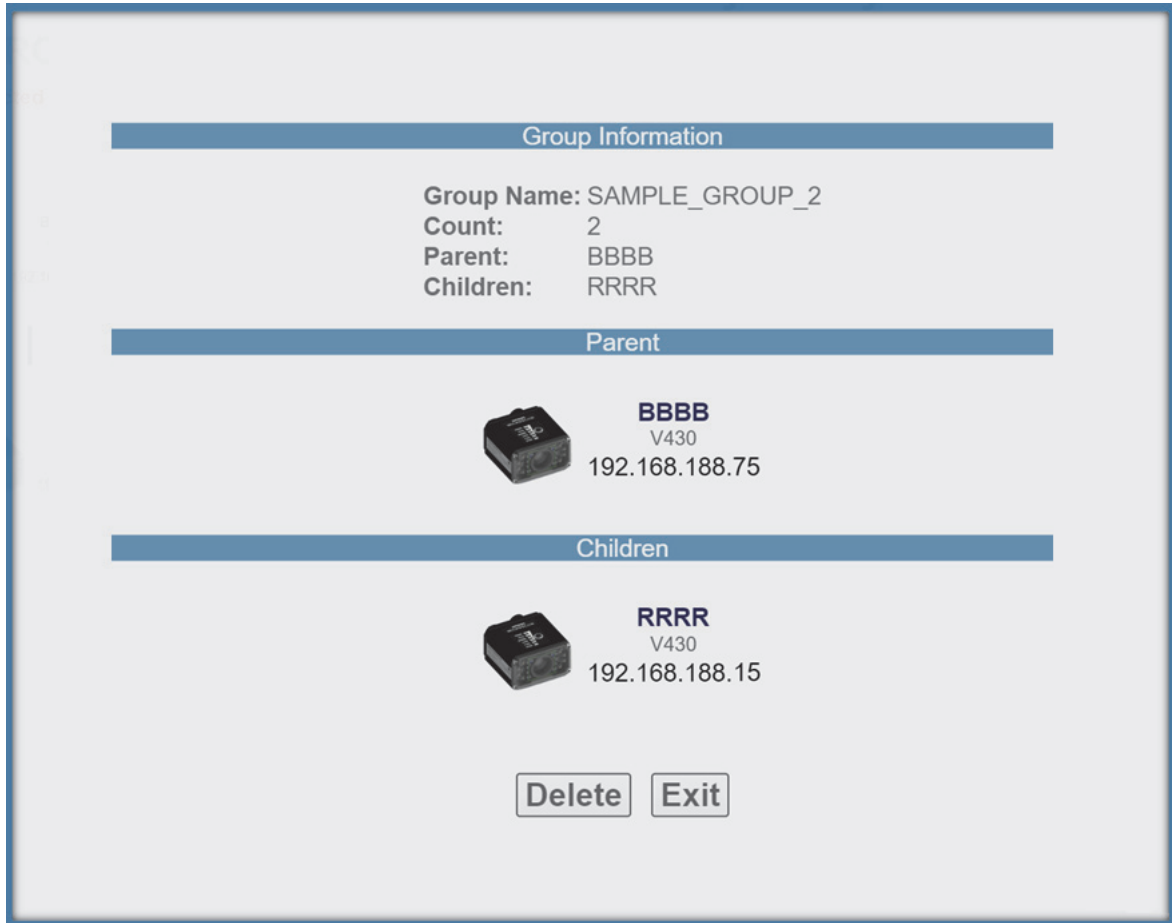 Group Information
Group Name: SAMPLE_GROUP_2
Count: 2
Parent: BBBB
Children: RRRR
Parent
BBBB
V430
192.168.188.75
Children
RRRR
V430
192.168.188.15
Delete Exit